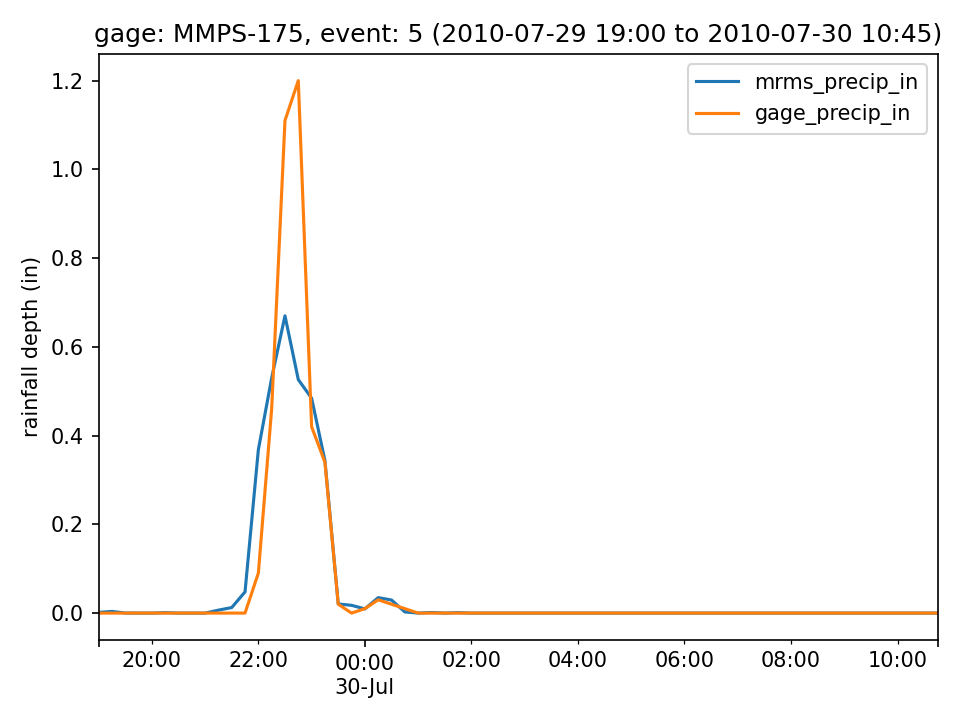 gage: MMPS-175, event: 5 (2010-07-29 19:00 to 2010-07-30 10:45)
mrms_precip_in
gage_precip_in
rainfall depth (in)
1.2
1.0
0.8
0.6
0.4
0.2
0.0
20:00 22:00 00:00 02:00 04:00 06:00 08:00 10:00
30-Jul